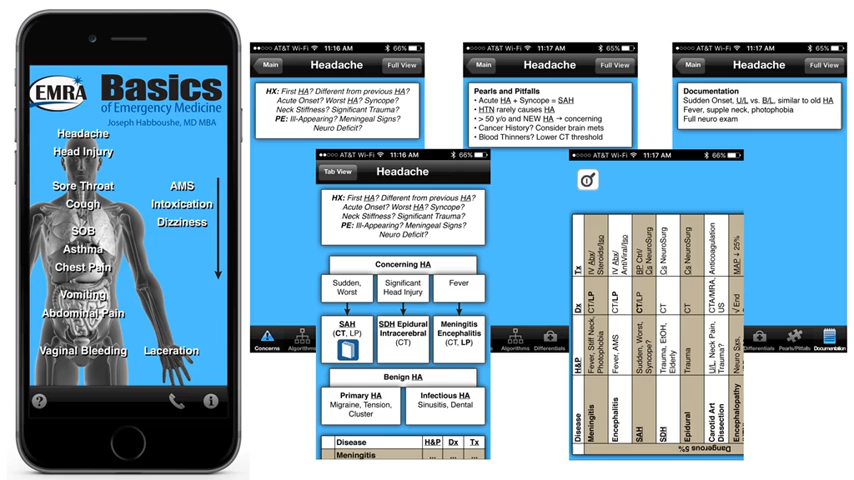 EMRA
Basics
of Emergency Medicine
Joseph Habboushe, MD MBA
Headache
Head Injury
Sore Throat
Cough
SOB
Asthma
Chest Pain
Vomiting
Abdominal Pain
Vaginal Bleeding
AMS
Intoxication
Dizziness
Laceration
AT&T Wi-Fi 11:16 AM 66%
Main Headache Full View
HX: First HA? Different from previous HA?
Acute Onset? Worst HA? Syncope?
Neck Stiffness? Significant Trauma?
PE: Ill-Appearing? Meningeal Signs?
Neuro Deficit?
Concerns
Algorithms
AT&T Wi-Fi 11:17 AM 65%
Main Headache Full View
Pearls and Pitfalls
• Acute HA + Syncope = SAH
• HTN rarely causes HA
• > 50 y/o and NEW HA → concerning
• Cancer History? Consider brain mets
• Blood Thinners? Lower CT threshold
Algorithms Differentials
AT&T Wi-Fi 11:17 AM 65%
Main Headache Full View
Documentation
Sudden Onset, U/L vs. B/L, similar to old HA
Fever, supple neck, photophobia
Full neuro exam
Differentials Pearls/Pitfalls Documentation
AT&T Wi-Fi 11:16 AM 66%
Tab View Headache
HX: First HA? Different from previous HA?
Acute Onset? Worst HA? Syncope?
Neck Stiffness? Significant Trauma?
PE: Ill-Appearing? Meningeal Signs?
Neuro Deficit?
Concerning HA
Sudden,
Worst
Significant
Head Injury
Fever
SAH
(CT, LP)
SDH Epidural
Intracerebral
(CT)
Meningitis
Encephalitis
(CT, LP)
Benign HA
Primary HA
Migraine, Tension,
Cluster
Infectious HA
Sinusitis, Dental
Disease H&P Dx Tx
Meningitis ... ... ...
AT&T Wi-Fi 11:17 AM 66%
Disease H&P Dx Tx
Meningitis Fever, Stiff Neck, Photophobia CT/LP IV Abx/ Steroids/Iso
Encephalitis Fever, AMS CT/LP IV Abx/ AntiViral/Iso
SAH Sudden, Worst, Syncope? CT/LP BP Ctrl/ Cs NeuroSurg
SDH Trauma, EtOH, Elderly CT Cs NeuroSurg
Epidural Trauma CT Cs NeuroSurg
Carotid Art Dissection U/L, Neck Pain, Trauma? CTA/MRA, US Anticoagulation
Encephalopathy Neuro Sxs, √ End MAP ↓ 25%
Dangerous 5%